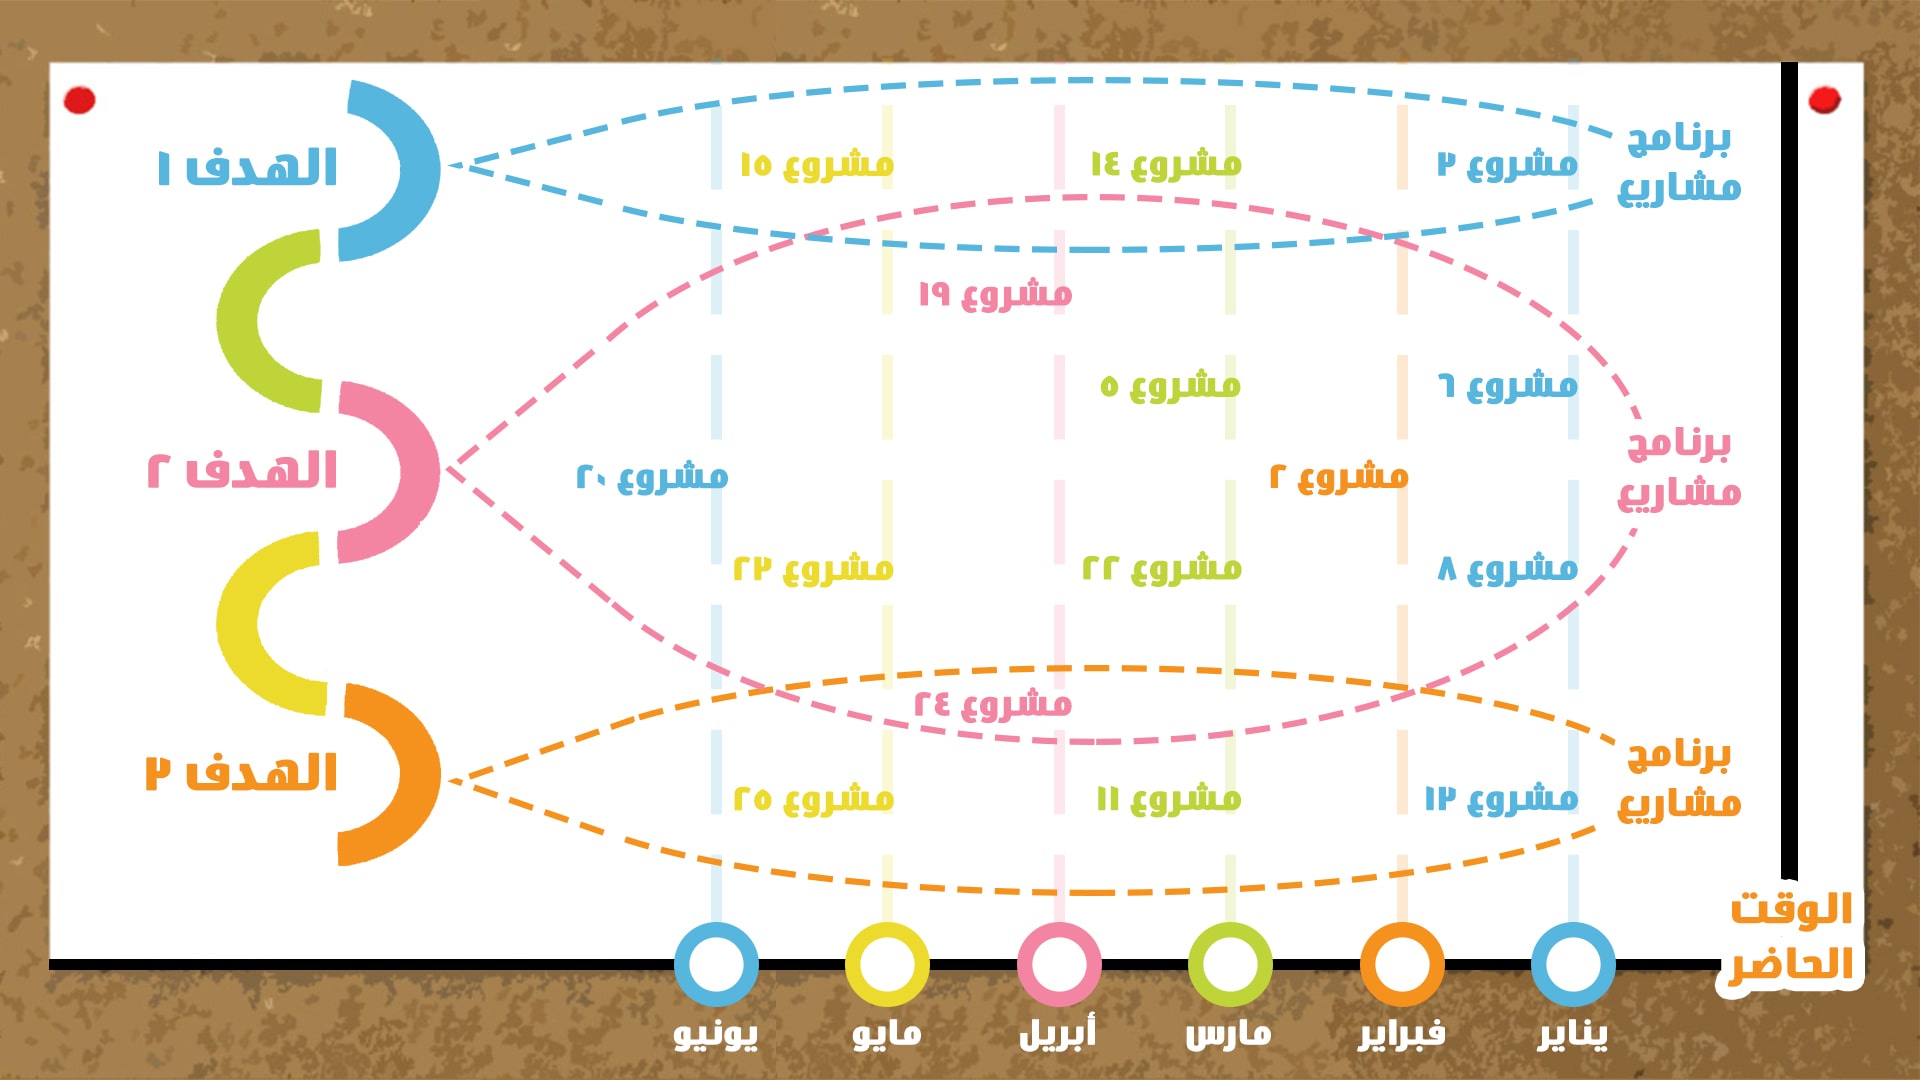 برنامج
مشاريع
مشروع ٣
مشروع ١٤
مشروع ١٥
الهدف ١
مشروع ١٩
مشروع ٦
مشروع ٥
برنامج
مشاريع
مشروع ٢
مشروع ٢٠
الهدف ٢
مشروع ٨
مشروع ٢٢
مشروع ٢٣
مشروع ٢٤
برنامج
مشاريع
مشروع ١٣
مشروع ١١
مشروع ٢٥
الهدف ٣
الوقت
الحاضر
يناير
فبراير
مارس
أبريل
مايو
يونيو